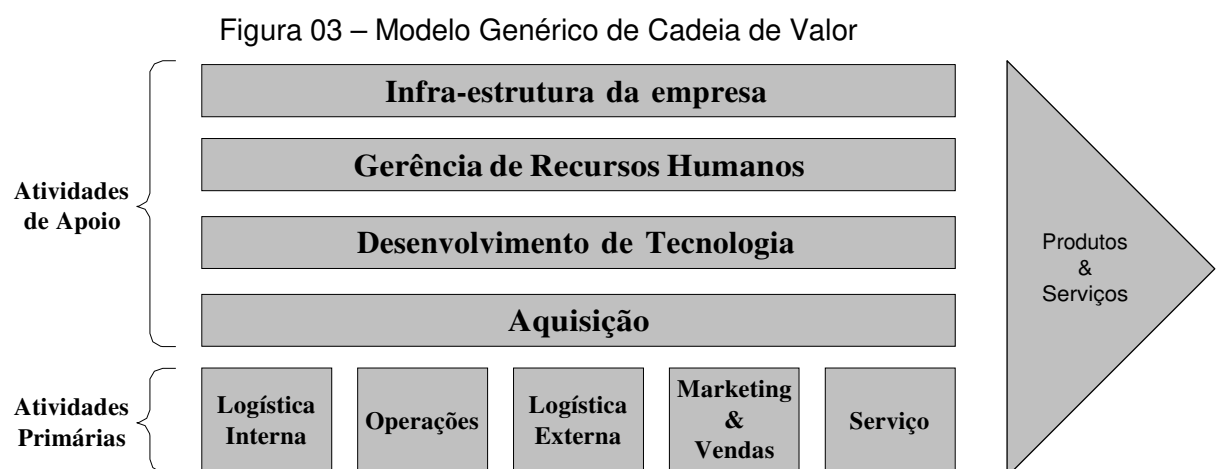 Figura 03 – Modelo Genérico de Cadeia de Valor
Infra-estrutura da empresa
Gerência de Recursos Humanos
Atividades
de Apoio
Desenvolvimento de Tecnologia
Aquisição
Produtos
&
Serviços
Atividades
Primárias
Logística
Interna
Operações
Logística
Externa
Marketing
&
Vendas
Serviço